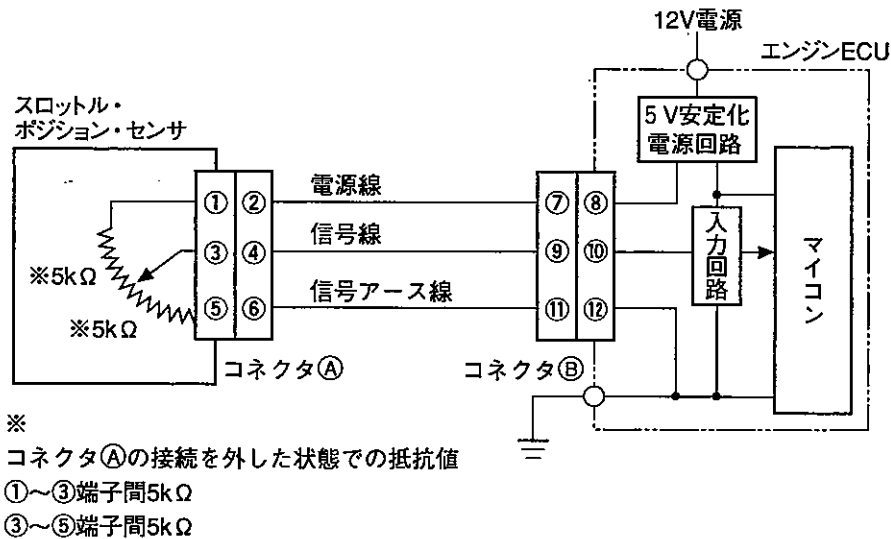 12V電源
エンジンECU
スロットル・
ポジション・センサ
5V安定化
電源回路
① ② 電源線 ⑦ ⑧
③ ④ 信号線 ⑨ ⑩
入力回路
マイコン
※5kΩ
※5kΩ
⑤ ⑥ 信号アース線 ⑪ ⑫
コネクタⒶ
コネクタⒷ
※
コネクタⒶの接続を外した状態での抵抗値
①〜③端子間5kΩ
③〜⑤端子間5kΩ